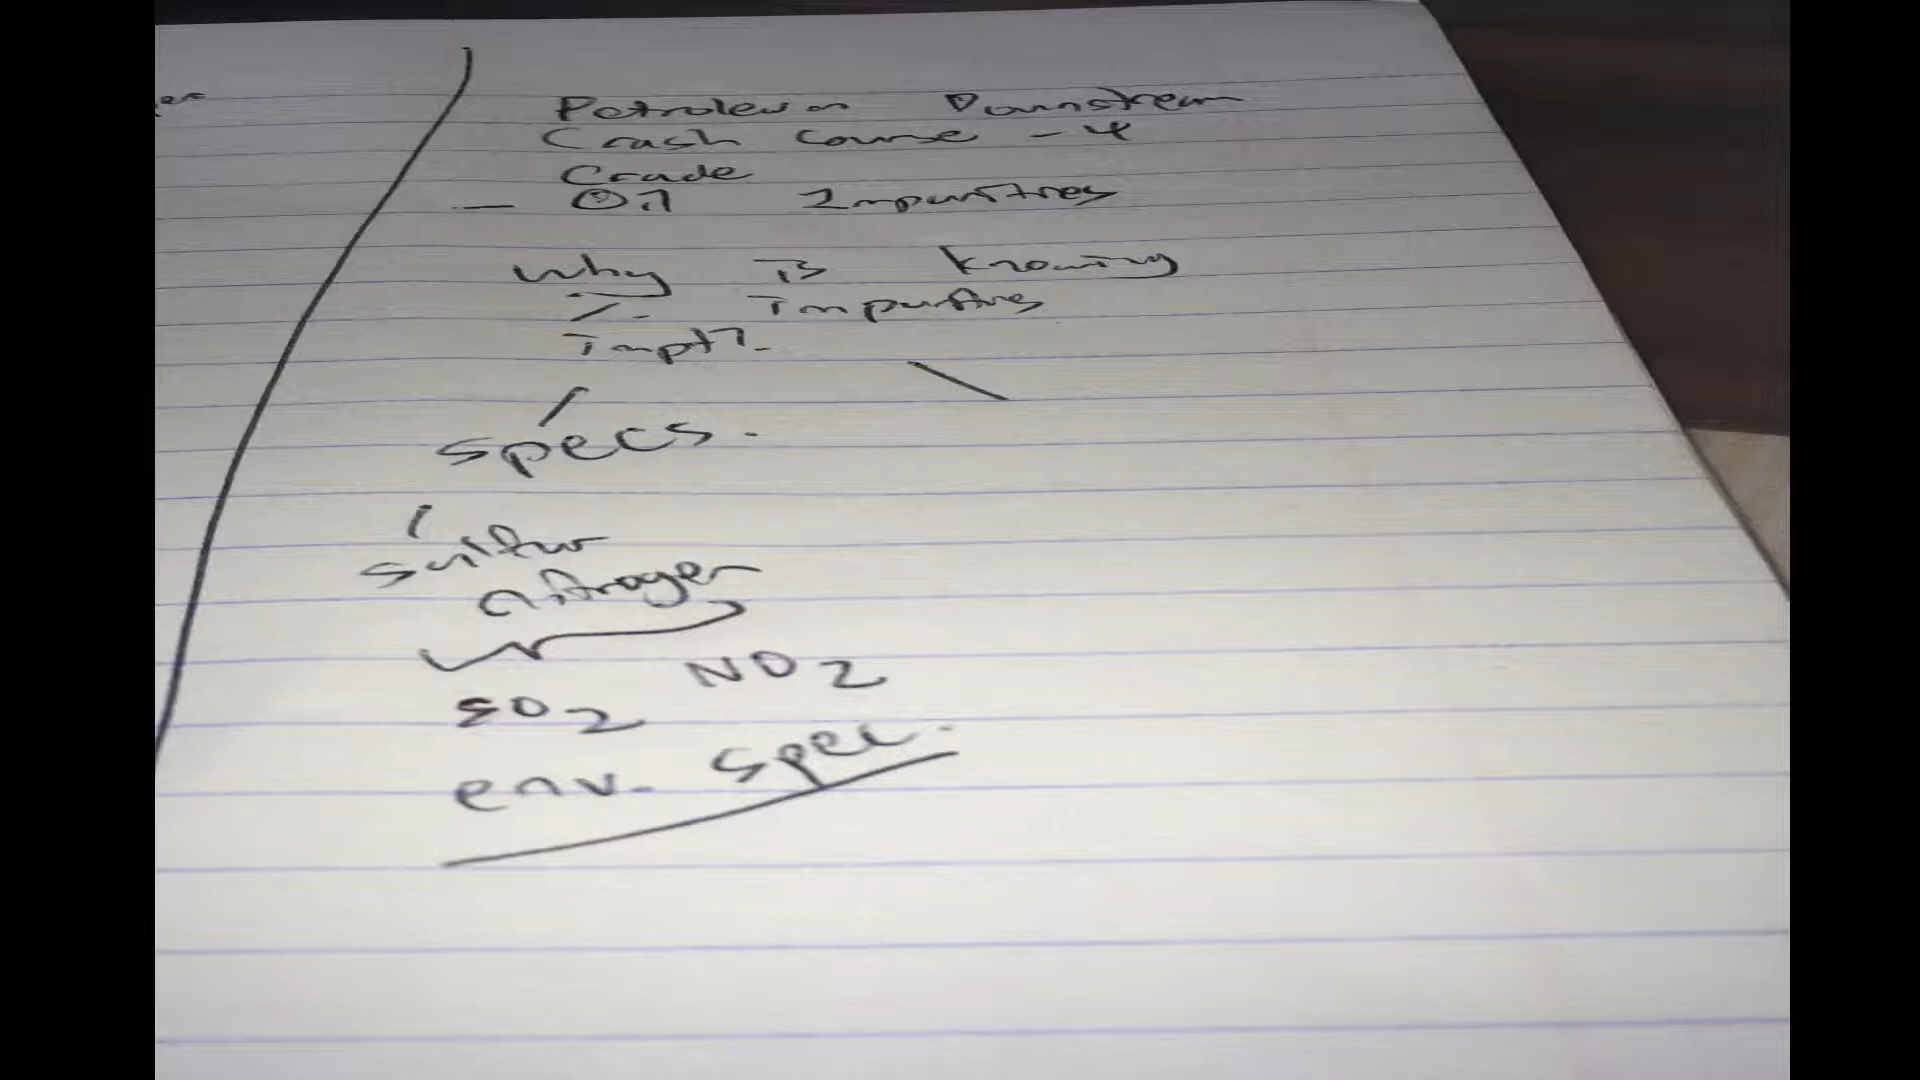 Petroleum Downstream
Crash Course - 4
Crude
- Oil Impurities
Why is knowing
%. impurities
impt?
specs.
sulfur
nitrogen
SO2 NO2
env. spec.